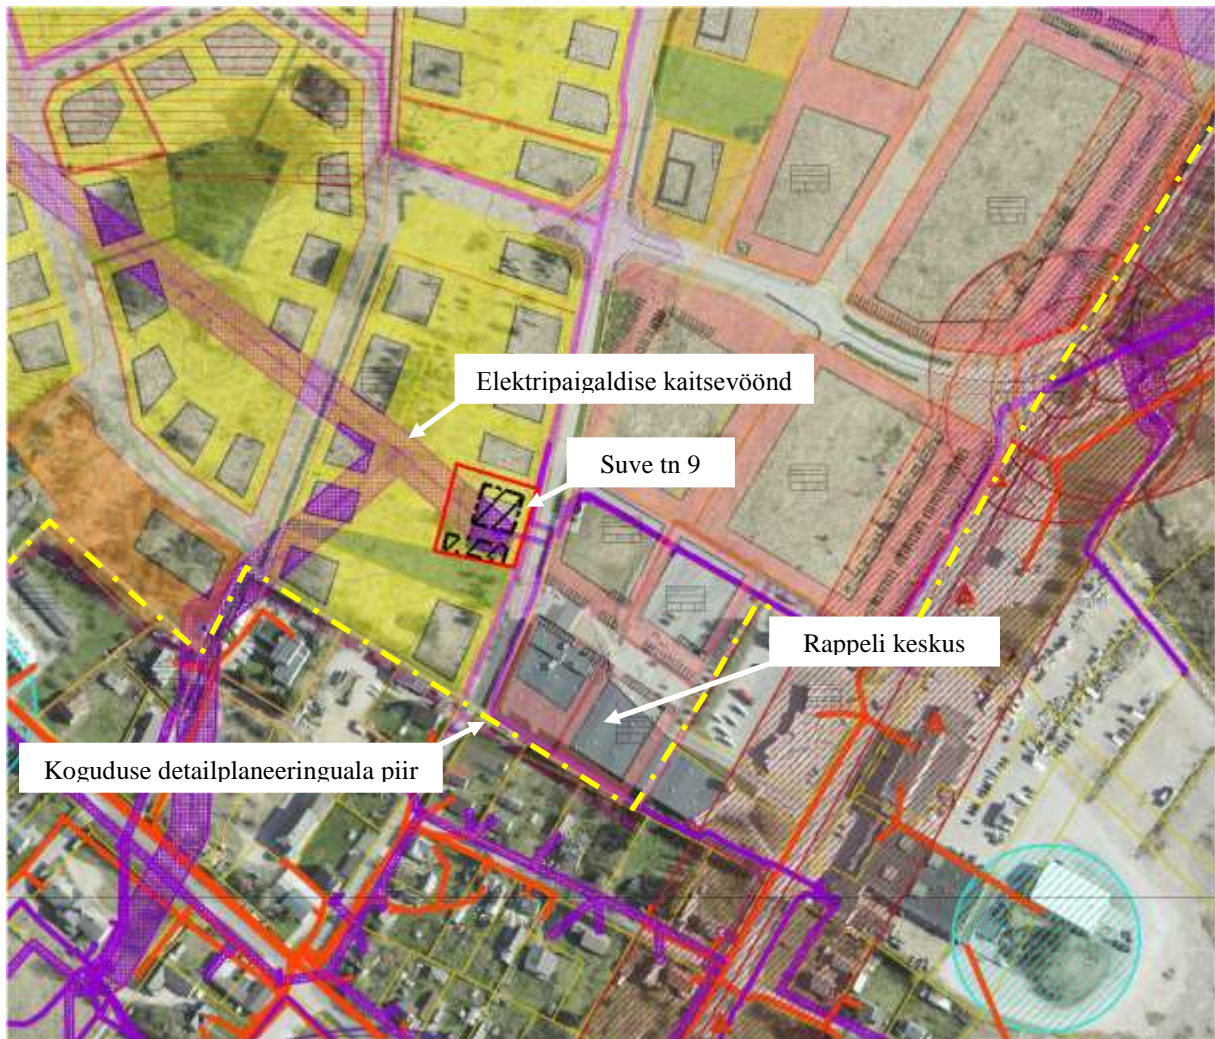 Elektripaigaldise kaitsevöönd
Suve tn 9
Rappeli keskus
Koguduse detailplaneeringuala piir